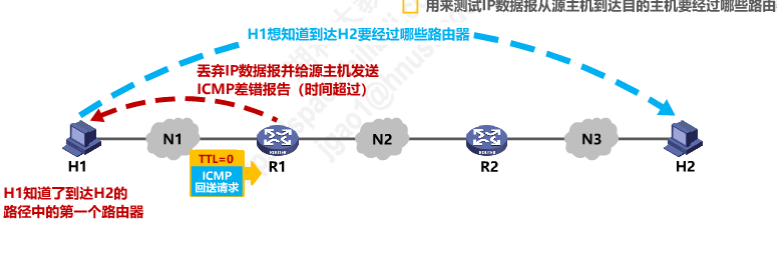 用来测试IP数据报从源主机到达目的主机要经过哪些路由
H1想知道到达H2要经过哪些路由器
丢弃IP数据报并给源主机发送
ICMP差错报告（时间超过）
N1
N2
N3
H1
R1
R2
H2
TTL=0
ICMP
回送请求
H1知道了到达H2的
路径中的第一个路由器